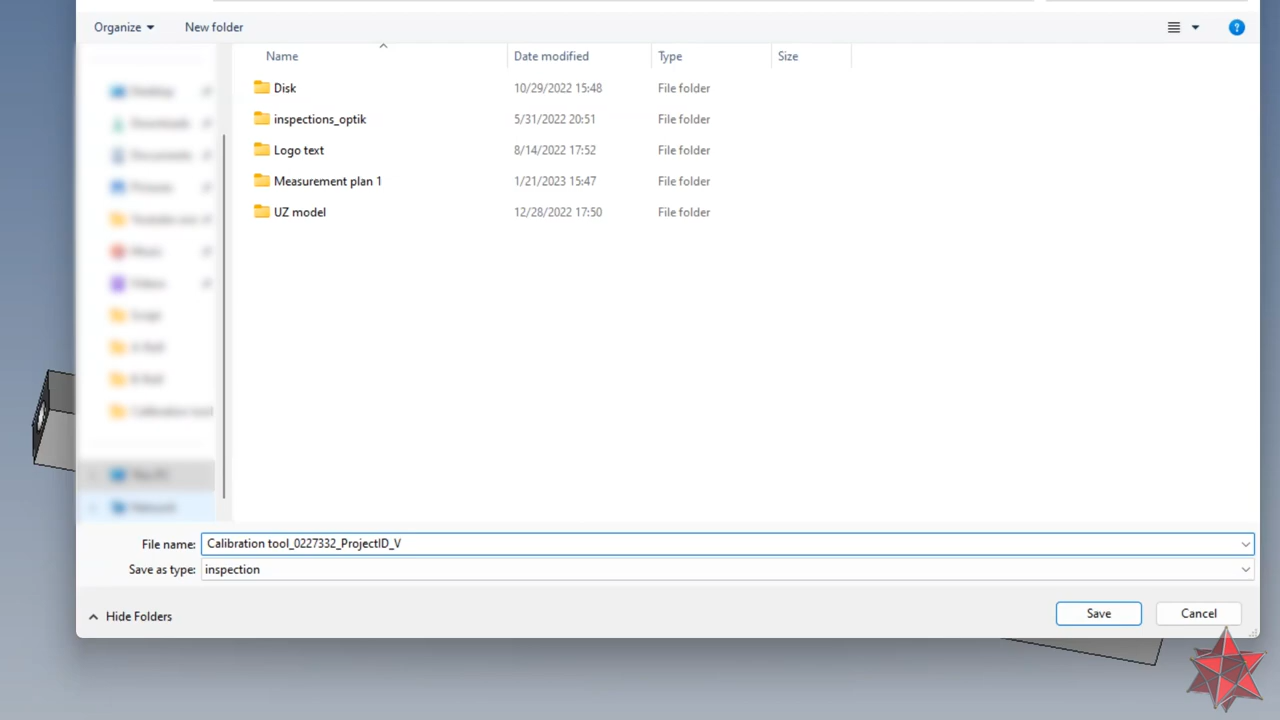 Organize
New folder
Name
Date modified
Type
Size
Disk
10/29/2022 15:48
File folder
inspections_optik
5/31/2022 20:51
File folder
Logo text
8/14/2022 17:52
File folder
Measurement plan 1
1/21/2023 15:47
File folder
UZ model
12/28/2022 17:50
File folder
File name:
Calibration tool_0227332_ProjectID_V
Save as type:
inspection
Hide Folders
Save
Cancel